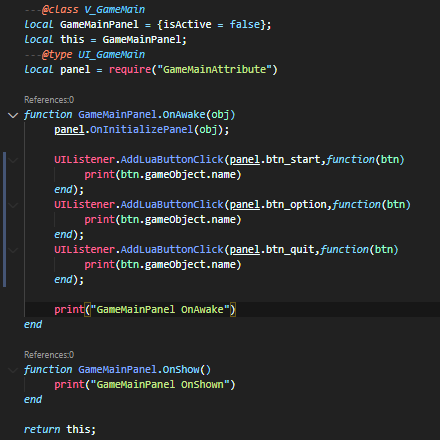 ---@class V_GameMain
local GameMainPanel = {isActive = false};
local this = GameMainPanel;
---@type UI_GameMain
local panel = require("GameMainAttribute")
References:0
function GameMainPanel.OnAwake(obj)
panel.OnInitializePanel(obj);
UIListener.AddLuaButtonClick(panel.btn_start,function(btn)
print(btn.gameObject.name)
end);
UIListener.AddLuaButtonClick(panel.btn_option,function(btn)
print(btn.gameObject.name)
end);
UIListener.AddLuaButtonClick(panel.btn_quit,function(btn)
print(btn.gameObject.name)
end);
print("GameMainPanel OnAwake")
end
References:0
function GameMainPanel.OnShow()
print("GameMainPanel OnShown")
end
return this;